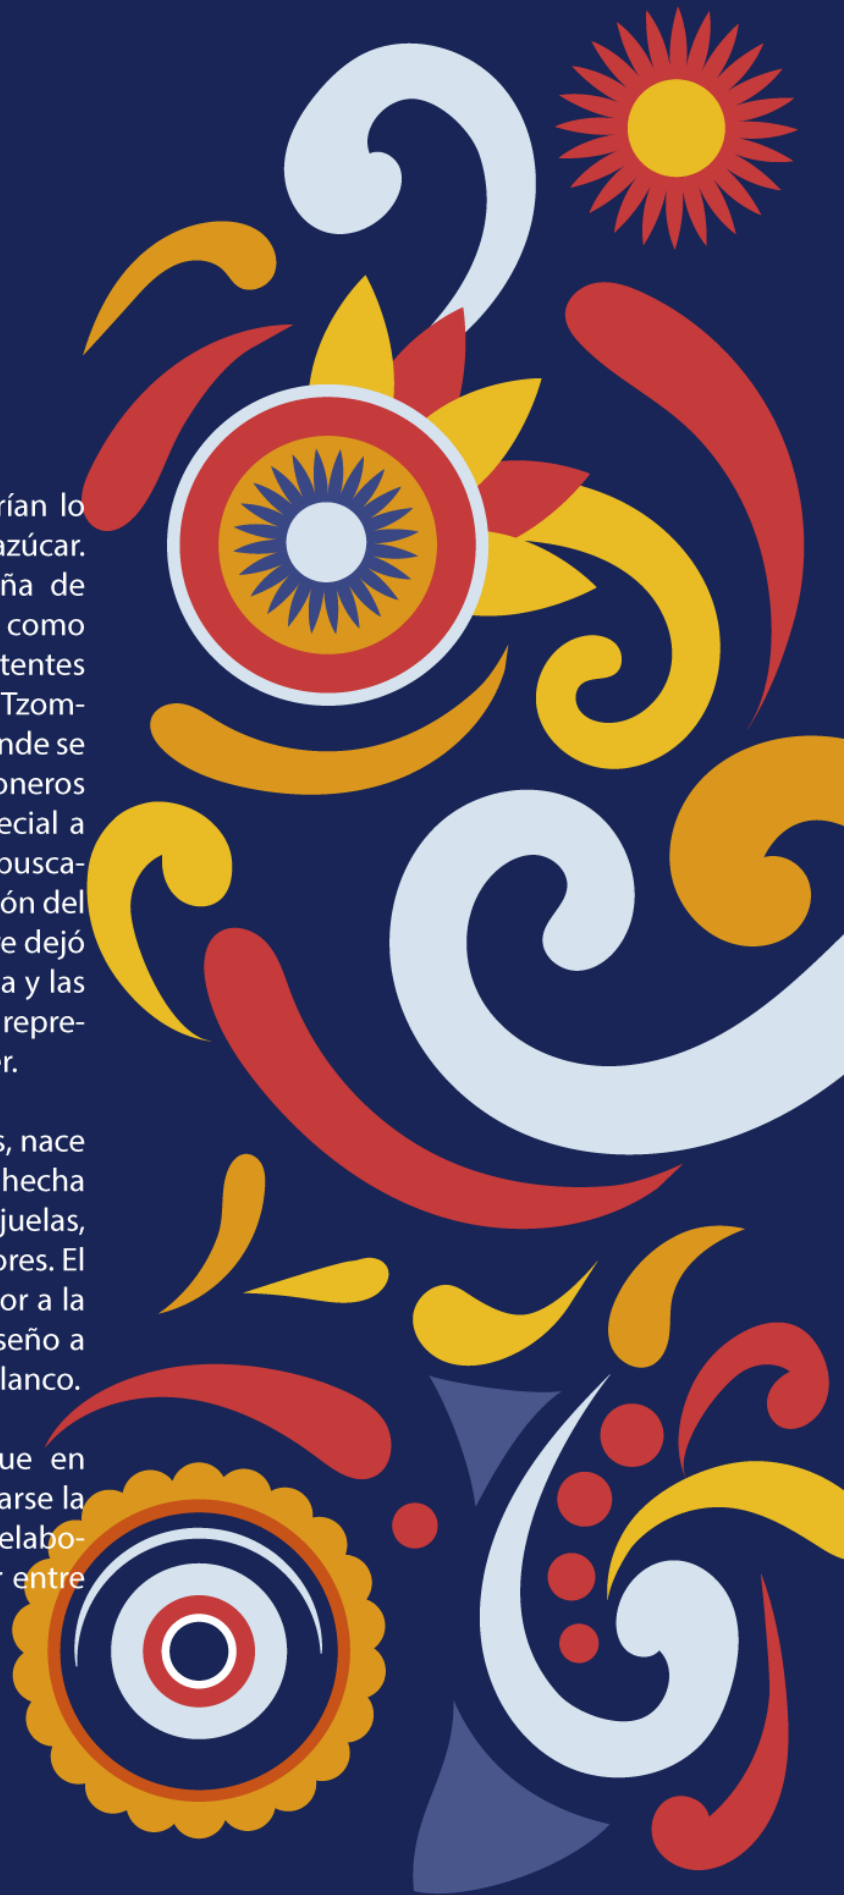 rían lo
azúcar.
ña de
como
tentes
Tzom-
nde se
oneros
ecial a
busca-
ón del
e dejó
a y las
repre-
er.
s, nace
hecha
juelas,
ores. El
or a la
seño a
lanco.
ue en
arse la
elabo-
r entre